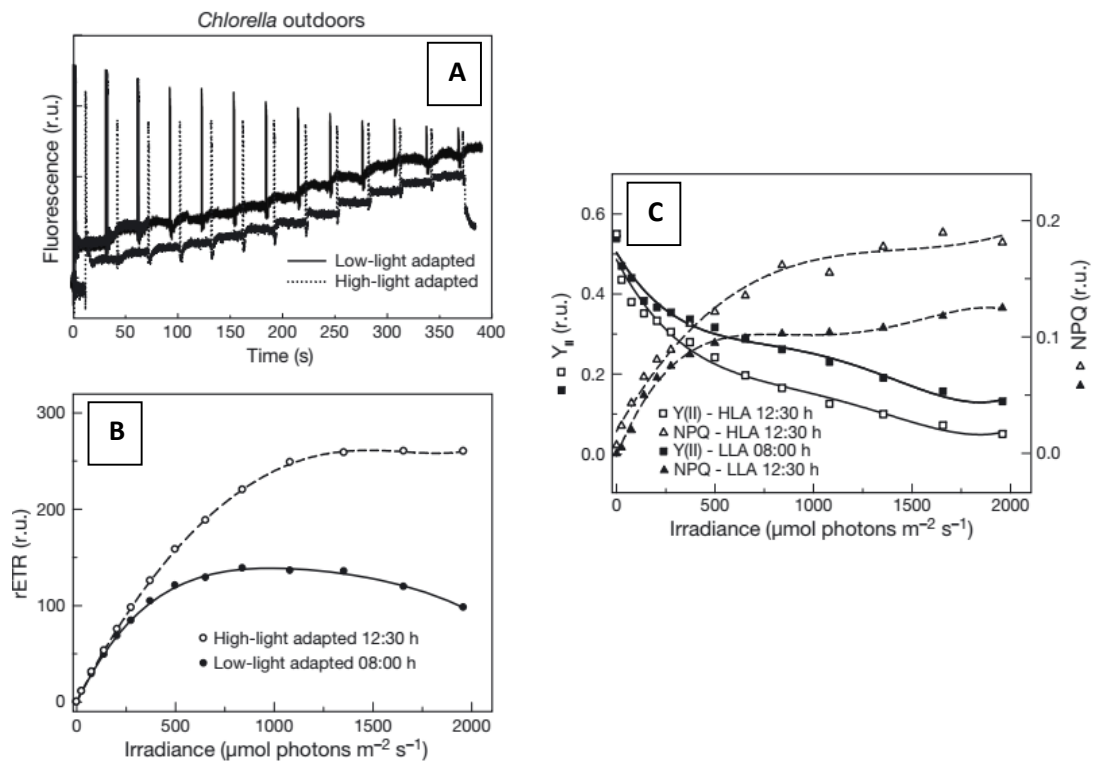 Chlorella outdoors
A
Fluorescence (r.u.)
Low-light adapted
High-light adapted
0 50 100 150 200 250 300 350 400
Time (s)
B
300
200
100
0
rETR (r.u.)
High-light adapted 12:30 h
Low-light adapted 08:00 h
0 500 1000 1500 2000
Irradiance (µmol photons m⁻² s⁻¹)
C
0.6
0.4
0.2
0.0
Y_II (r.u.)
0.2
0.1
0.0
NPQ (r.u.)
Y(II) - HLA 12:30 h
NPQ - HLA 12:30 h
Y(II) - LLA 08:00 h
NPQ - LLA 12:30 h
0 500 1000 1500 2000
Irradiance (µmol photons m⁻² s⁻¹)